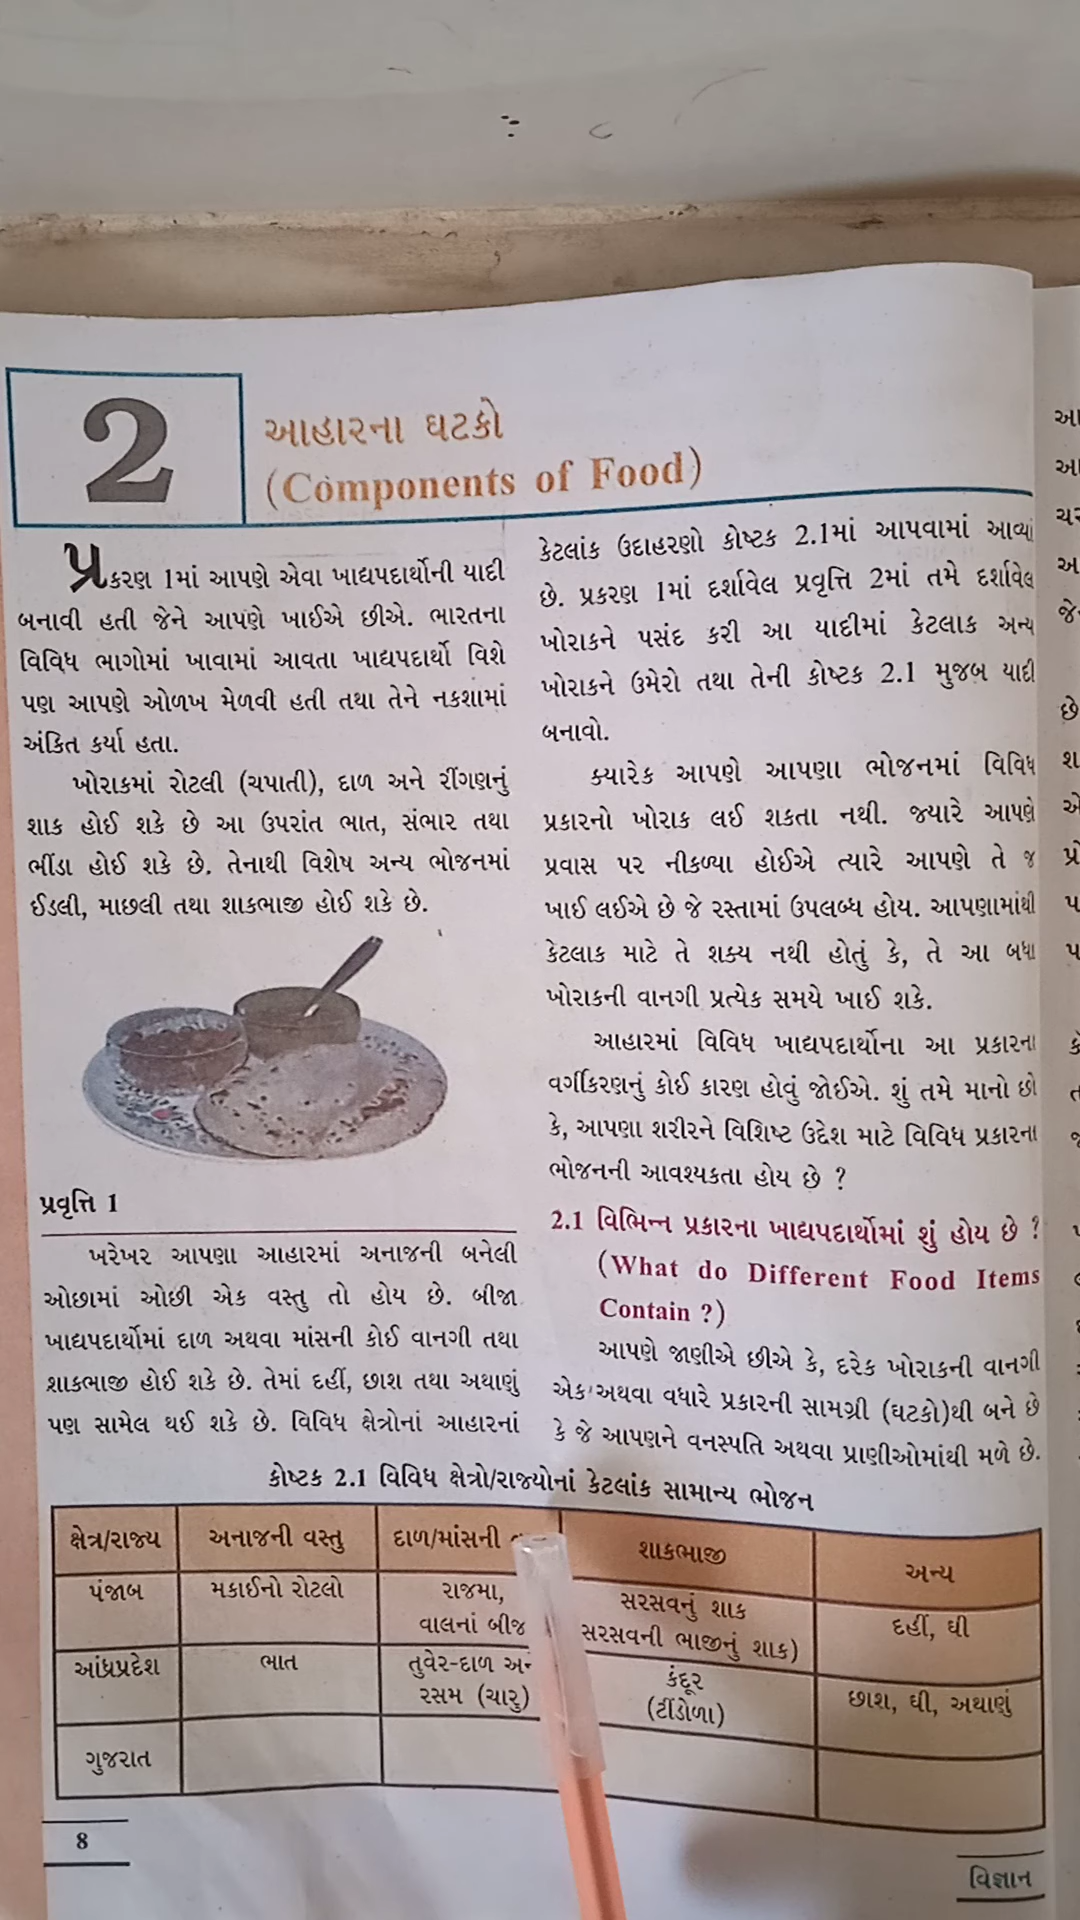 2
આહારના ઘટકો
(Components of Food)
પ્રકરણ 1માં આપણે એવા ખાદ્યપદાર્થોની યાદી
બનાવી હતી જેને આપણે ખાઈએ છીએ. ભારતના
વિવિધ ભાગોમાં ખાવામાં આવતા ખાદ્યપદાર્થો વિશે
પણ આપણે ઓળખ મેળવી હતી તથા તેને નકશામાં
અંકિત કર્યા હતા.
ખોરાકમાં રોટલી (ચપાતી), દાળ અને રીંગણનું
શાક હોઈ શકે છે આ ઉપરાંત ભાત, સંભાર તથા
ભીંડા હોઈ શકે છે. તેનાથી વિશેષ અન્ય ભોજનમાં
ઈડલી, માછલી તથા શાકભાજી હોઈ શકે છે.
પ્રવૃત્તિ 1
ખરેખર આપણા આહારમાં અનાજની બનેલી
ઓછામાં ઓછી એક વસ્તુ તો હોય છે. બીજા
ખાદ્યપદાર્થોમાં દાળ અથવા માંસની કોઈ વાનગી તથા
શાકભાજી હોઈ શકે છે. તેમાં દહીં, છાશ તથા અથાણું
પણ સામેલ થઈ શકે છે. વિવિધ ક્ષેત્રોનાં આહારનાં
કેટલાંક ઉદાહરણો કોષ્ટક 2.1માં આપવામાં આવ્યાં
છે. પ્રકરણ 1માં દર્શાવેલ પ્રવૃત્તિ 2માં તમે દર્શાવેલ
ખોરાકને પસંદ કરી આ યાદીમાં કેટલાક અન્ય
ખોરાકને ઉમેરો તથા તેની કોષ્ટક 2.1 મુજબ યાદી
બનાવો.
ક્યારેક આપણે આપણા ભોજનમાં વિવિધ
પ્રકારનો ખોરાક લઈ શકતા નથી. જ્યારે આપણે
પ્રવાસ પર નીકળ્યા હોઈએ ત્યારે આપણે તે જ
ખાઈ લઈએ છે જે રસ્તામાં ઉપલબ્ધ હોય. આપણામાંથી
કેટલાક માટે તે શક્ય નથી હોતું કે, તે આ બધા
ખોરાકની વાનગી પ્રત્યેક સમયે ખાઈ શકે.
આહારમાં વિવિધ ખાદ્યપદાર્થોના આ પ્રકારના
વર્ગીકરણનું કોઈ કારણ હોવું જોઈએ. શું તમે માનો છો
કે, આપણા શરીરને વિશિષ્ટ ઉદ્દેશ માટે વિવિધ પ્રકારના
ભોજનની આવશ્યકતા હોય છે ?
2.1 વિભિન્ન પ્રકારના ખાદ્યપદાર્થોમાં શું હોય છે ?
(What do Different Food Items
Contain ?)
આપણે જાણીએ છીએ કે, દરેક ખોરાકની વાનગી
એક અથવા વધારે પ્રકારની સામગ્રી (ઘટકો)થી બને છે
કે જે આપણને વનસ્પતિ અથવા પ્રાણીઓમાંથી મળે છે.
કોષ્ટક 2.1 વિવિધ ક્ષેત્રો/રાજ્યોનાં કેટલાંક સામાન્ય ભોજન
ક્ષેત્ર/રાજ્ય અનાજની વસ્તુ દાળ/માંસની શાકભાજી અન્ય
પંજાબ મકાઈનો રોટલો રાજમા, સરસવનું શાક દહીં, ઘી
વાલનાં બીજ સરસવની ભાજીનું શાક)
આંધ્રપ્રદેશ ભાત તુવેર-દાળ કંદૂર છાશ, ઘી, અથાણું
રસમ (ચારુ) (ટીંડોળા)
ગુજરાત
8
વિજ્ઞાન